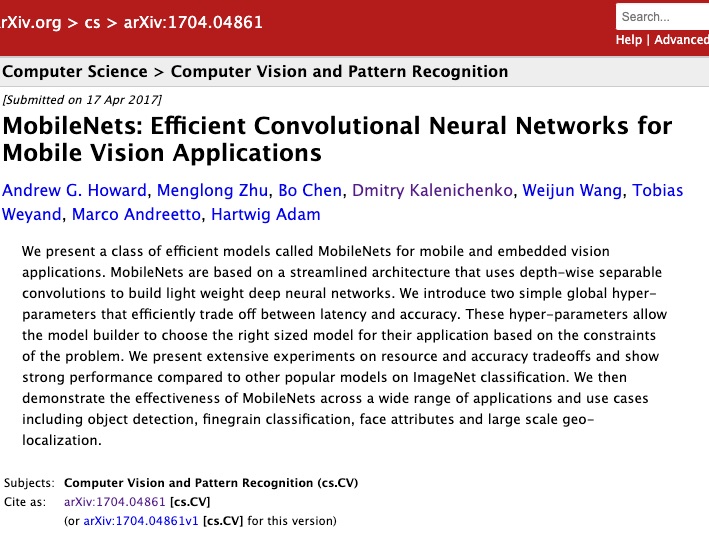 rXiv.org > cs > arXiv:1704.04861
Search...
Help | Advanced
Computer Science > Computer Vision and Pattern Recognition
[Submitted on 17 Apr 2017]
MobileNets: Efficient Convolutional Neural Networks for
Mobile Vision Applications
Andrew G. Howard, Menglong Zhu, Bo Chen, Dmitry Kalenichenko, Weijun Wang, Tobias
Weyand, Marco Andreetto, Hartwig Adam
We present a class of efficient models called MobileNets for mobile and embedded vision
applications. MobileNets are based on a streamlined architecture that uses depth-wise separable
convolutions to build light weight deep neural networks. We introduce two simple global hyper-
parameters that efficiently trade off between latency and accuracy. These hyper-parameters allow
the model builder to choose the right sized model for their application based on the constraints
of the problem. We present extensive experiments on resource and accuracy tradeoffs and show
strong performance compared to other popular models on ImageNet classification. We then
demonstrate the effectiveness of MobileNets across a wide range of applications and use cases
including object detection, finegrain classification, face attributes and large scale geo-
localization.
Subjects: Computer Vision and Pattern Recognition (cs.CV)
Cite as: arXiv:1704.04861 [cs.CV]
(or arXiv:1704.04861v1 [cs.CV] for this version)